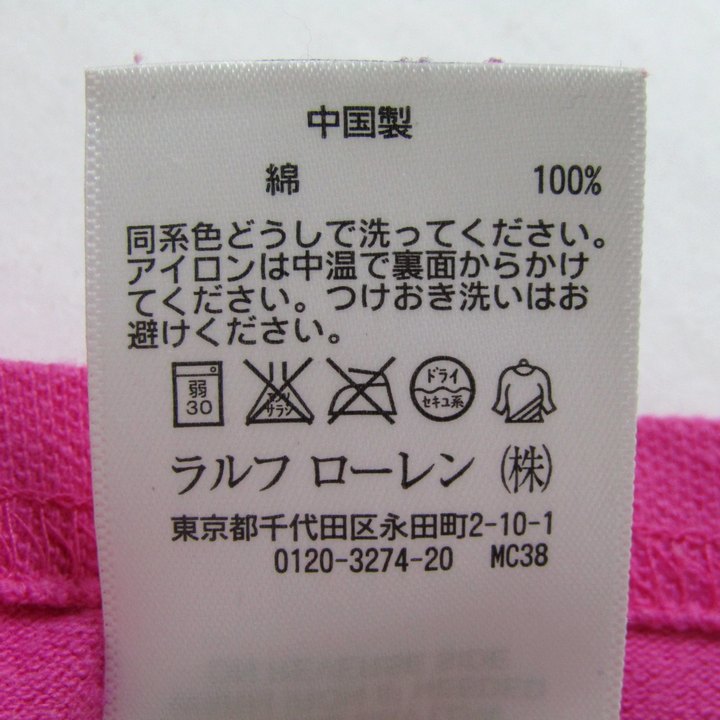 中国製
綿 100%
同系色どうしで洗ってください。
アイロンは中温で裏面からかけ
てください。つけおき洗いはお
避けください。
弱 ドライ
30 サラシ セキユ系
ラルフ ローレン（株）
東京都千代田区永田町2-10-1
0120-3274-20 MC38